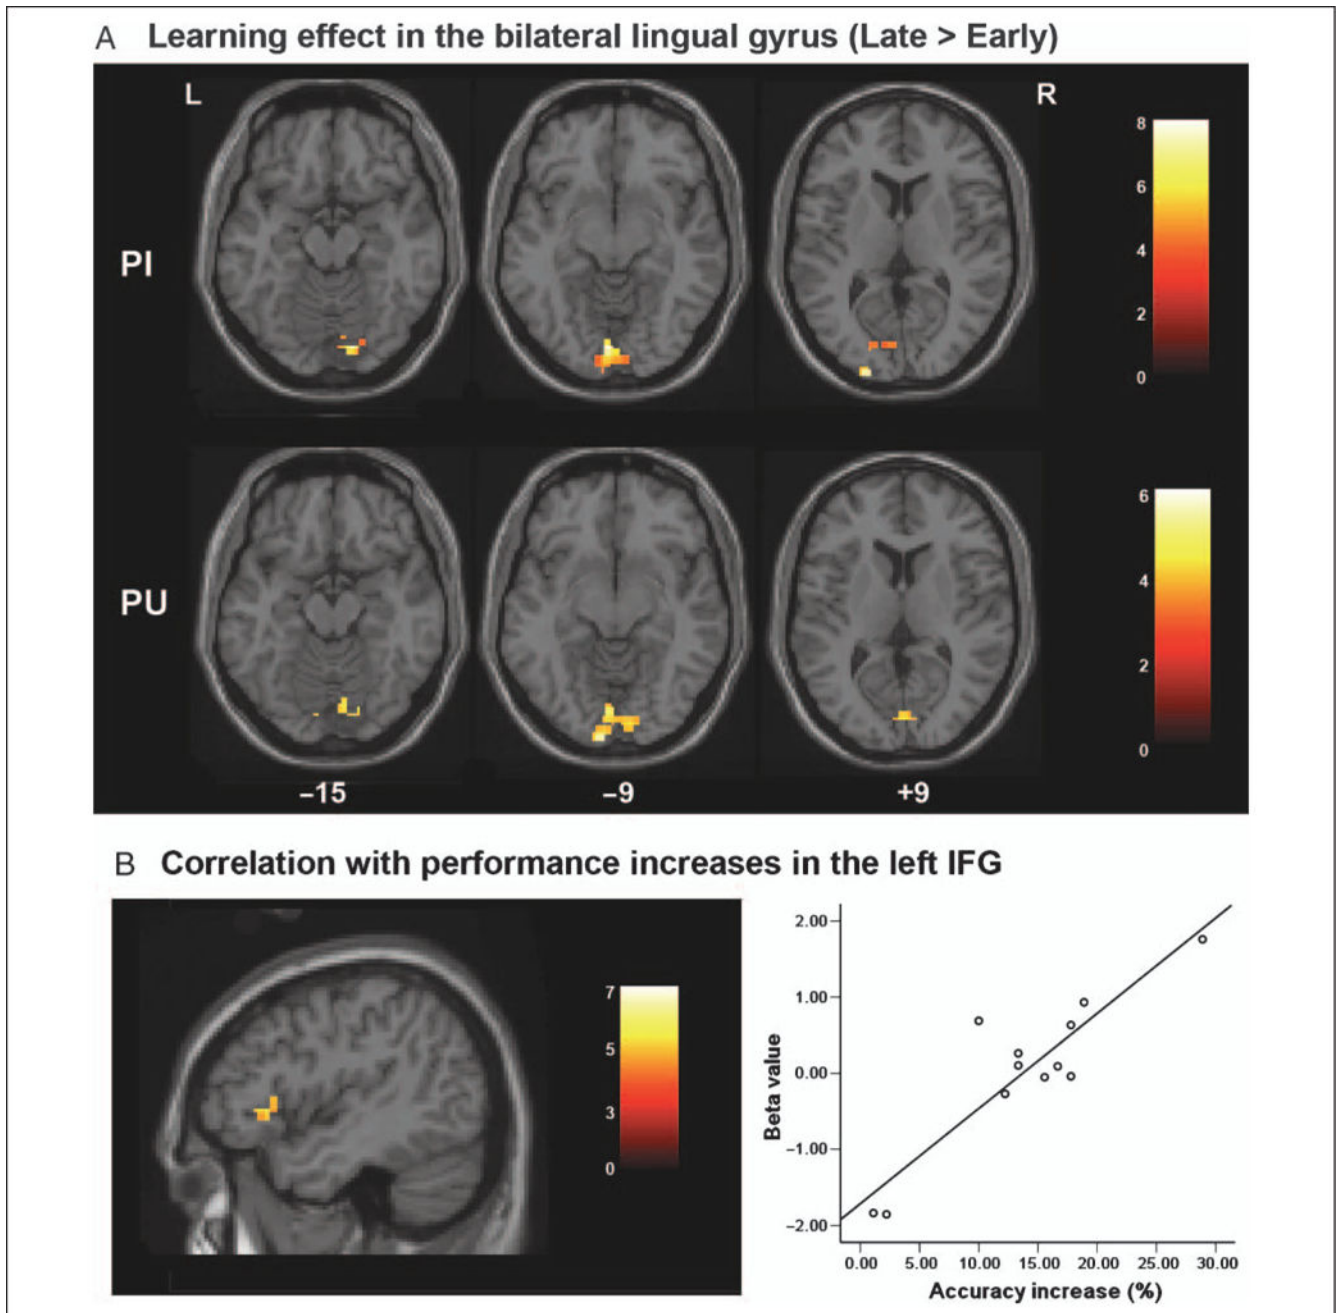 A Learning effect in the bilateral lingual gyrus (Late > Early)
L
R
PI
8
6
4
2
0
PU
6
4
2
0
–15
–9
+9
B Correlation with performance increases in the left IFG
7
5
3
0
Beta value
2.00
1.00
0.00
–1.00
–2.00
0.00 5.00 10.00 15.00 20.00 25.00 30.00
Accuracy increase (%)